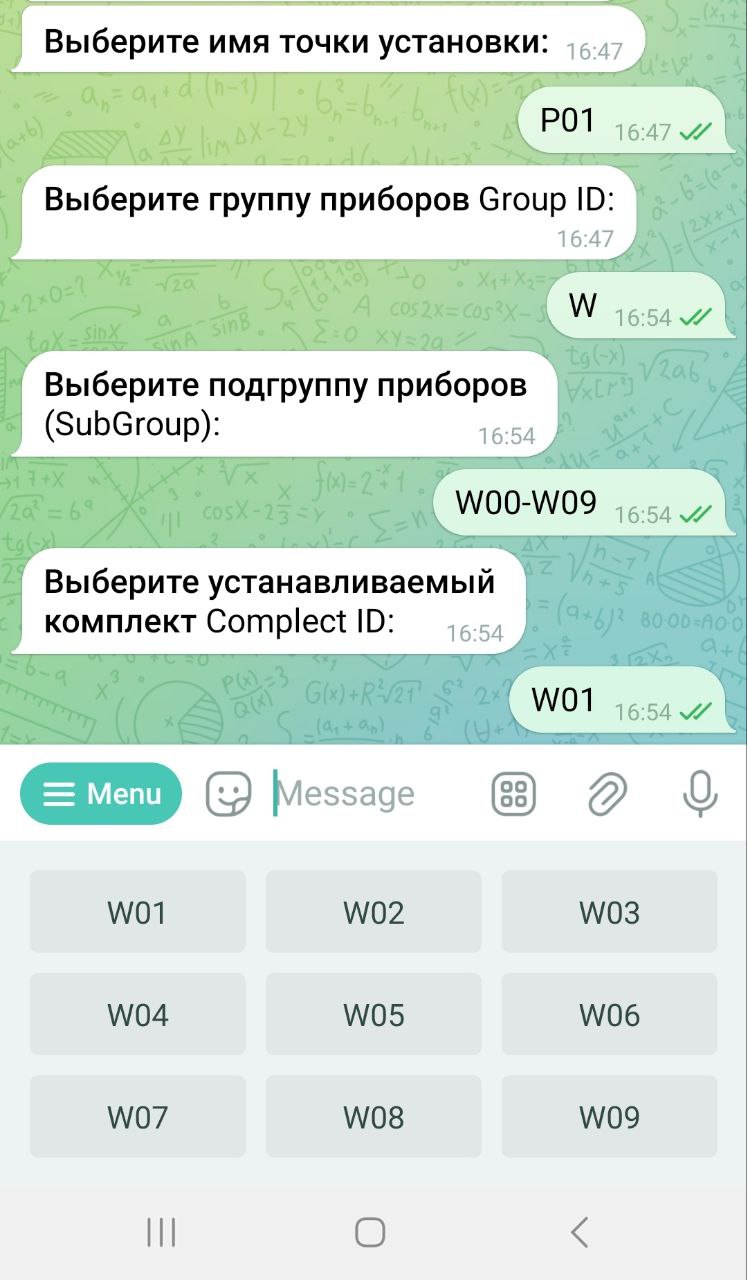 Выберите имя точки установки: 16:47
P01 16:47
Выберите группу приборов Group ID:
16:47
W 16:54
Выберите подгруппу приборов
(SubGroup): 16:54
W00-W09 16:54
Выберите устанавливаемый
комплект Complect ID: 16:54
W01 16:54
Menu Message
W01 W02 W03
W04 W05 W06
W07 W08 W09